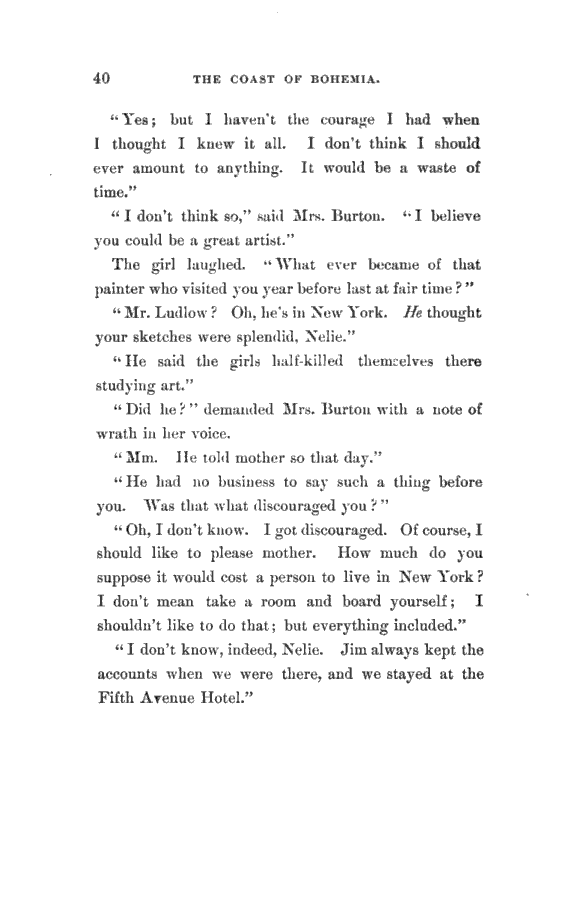 40 THE COAST OF BOHEMIA.
“Yes; but I haven't the courage I had when
I thought I knew it all. I don't think I should
ever amount to anything. It would be a waste of
time.”
“I don't think so,” said Mrs. Burton. “I believe
you could be a great artist.”
The girl laughed. “What ever became of that
painter who visited you year before last at fair time?”
“Mr. Ludlow? Oh, he's in New York. He thought
your sketches were splendid, Nelie.”
“He said the girls half-killed themselves there
studying art.”
“Did he?” demanded Mrs. Burton with a note of
wrath in her voice.
“Mm. He told mother so that day.”
“He had no business to say such a thing before
you. Was that what discouraged you?”
“Oh, I don't know. I got discouraged. Of course, I
should like to please mother. How much do you
suppose it would cost a person to live in New York?
I don't mean take a room and board yourself; I
shouldn't like to do that; but everything included.”
“I don't know, indeed, Nelie. Jim always kept the
accounts when we were there, and we stayed at the
Fifth Avenue Hotel.”